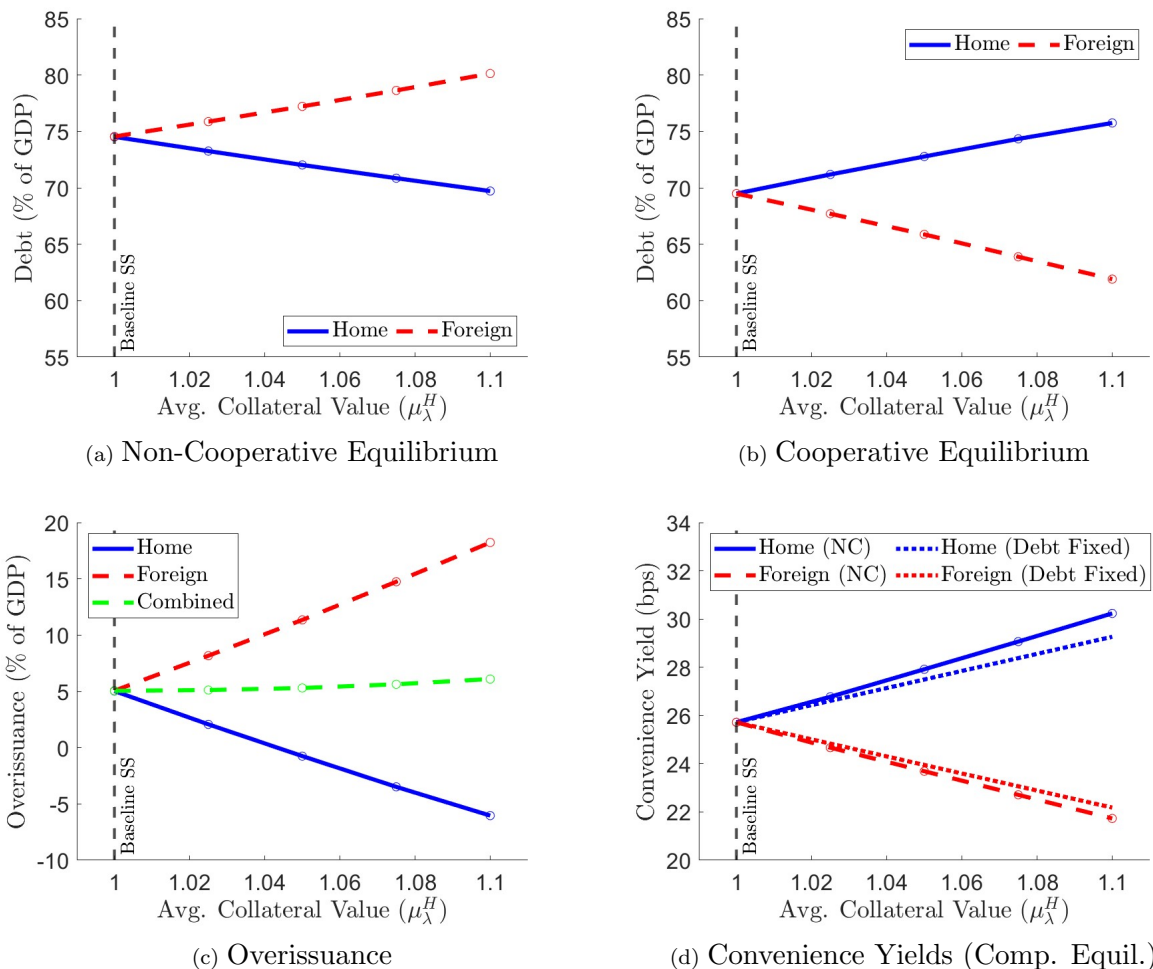 85
80
75
70
65
60
55
Debt (% of GDP)
Baseline SS
Home Foreign
1 1.02 1.04 1.06 1.08 1.1
Avg. Collateral Value (μ_λ^H)
(a) Non-Cooperative Equilibrium
85
80
75
70
65
60
55
Debt (% of GDP)
Baseline SS
Home Foreign
1 1.02 1.04 1.06 1.08 1.1
Avg. Collateral Value (μ_λ^H)
(b) Cooperative Equilibrium
20
15
10
5
0
-5
-10
Overissuance (% of GDP)
Baseline SS
Home
Foreign
Combined
1 1.02 1.04 1.06 1.08 1.1
Avg. Collateral Value (μ_λ^H)
(c) Overissuance
34
32
30
28
26
24
22
20
Convenience Yield (bps)
Baseline SS
Home (NC) Home (Debt Fixed)
Foreign (NC) Foreign (Debt Fixed)
1 1.02 1.04 1.06 1.08 1.1
Avg. Collateral Value (μ_λ^H)
(d) Convenience Yields (Comp. Equil.)